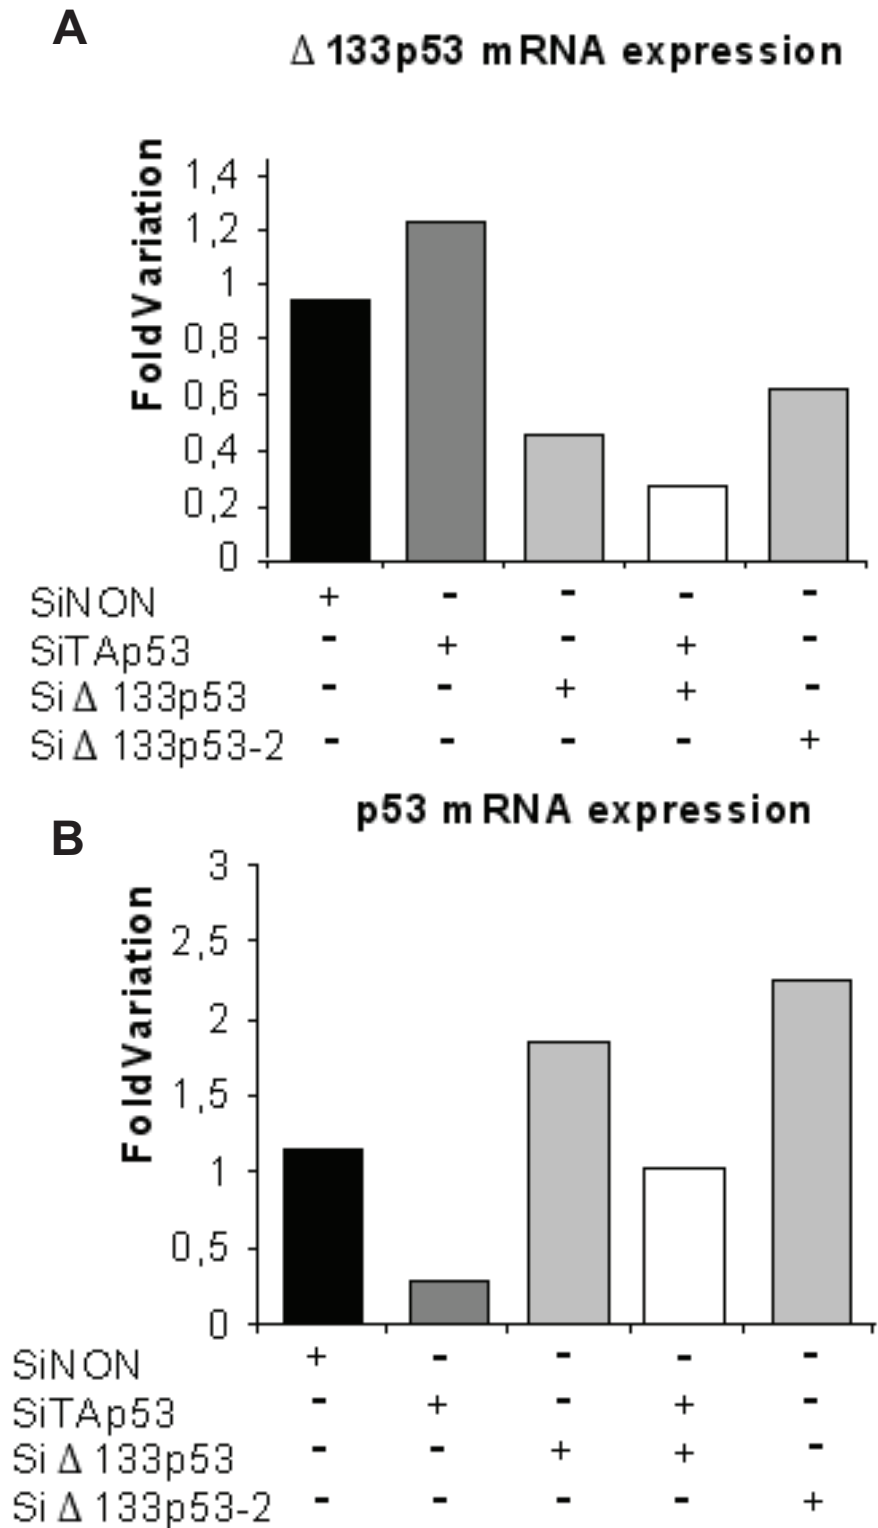 A
Δ 133p53 mRNA expression
FoldVariation
1,4
1,2
1
0,8
0,6
0,4
0,2
0
SiNON + - - - -
SiTAp53 - + - + -
Si Δ 133p53 - - + + -
Si Δ 133p53-2 - - - - +
B
p53 mRNA expression
FoldVariation
3
2,5
2
1,5
1
0,5
0
SiNON + - - - -
SiTAp53 - + - + -
Si Δ 133p53 - - + + -
Si Δ 133p53-2 - - - - +